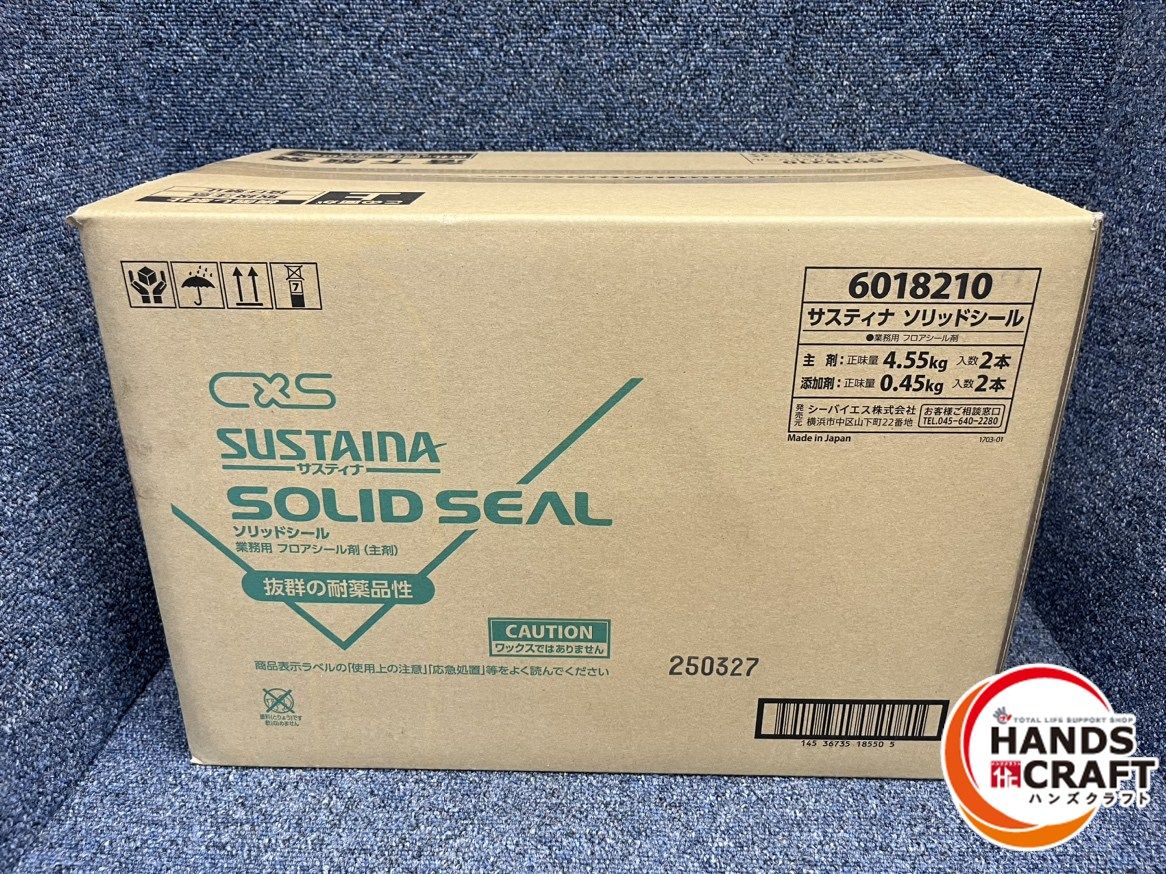 この面が
上
7
6018210
サスティナ ソリッドシール
●業務用 フロアシール剤
主 剤：正味量 4.55kg 入数2本
添加剤：正味量 0.45kg 入数2本
発売元 シーバイエス株式会社
横浜市中区山下町22番地
お客様ご相談窓口
TEL.045-640-2280
Made in Japan
1703-01
CxS
SUSTAINA
サスティナ
SOLID SEAL
ソリッドシール
業務用 フロアシール剤（主剤）
抜群の耐薬品性
CAUTION
ワックスではありません
商品表示ラベルの「使用上の注意」「応急処置」等をよく読んでください
250327
145 36735 18550 5
TOTAL LIFE SUPPORT SHOP
HANDS
CRAFT
ハンズクラフト